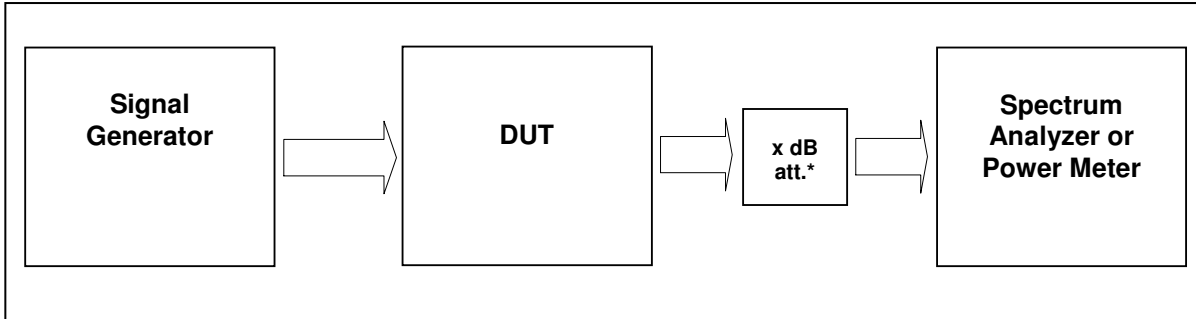 Signal
Generator
DUT
x dB
att.*
Spectrum
Analyzer or
Power Meter